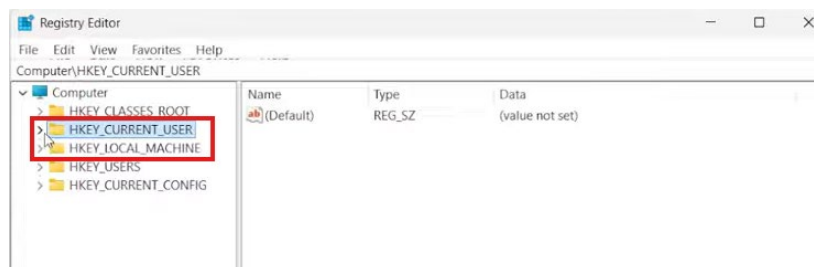 Registry Editor
File Edit View Favorites Help
Computer\HKEY_CURRENT_USER
Computer
HKEY_CLASSES_ROOT
HKEY_CURRENT_USER
HKEY_LOCAL_MACHINE
HKEY_USERS
HKEY_CURRENT_CONFIG
Name Type Data
ab (Default) REG_SZ (value not set)